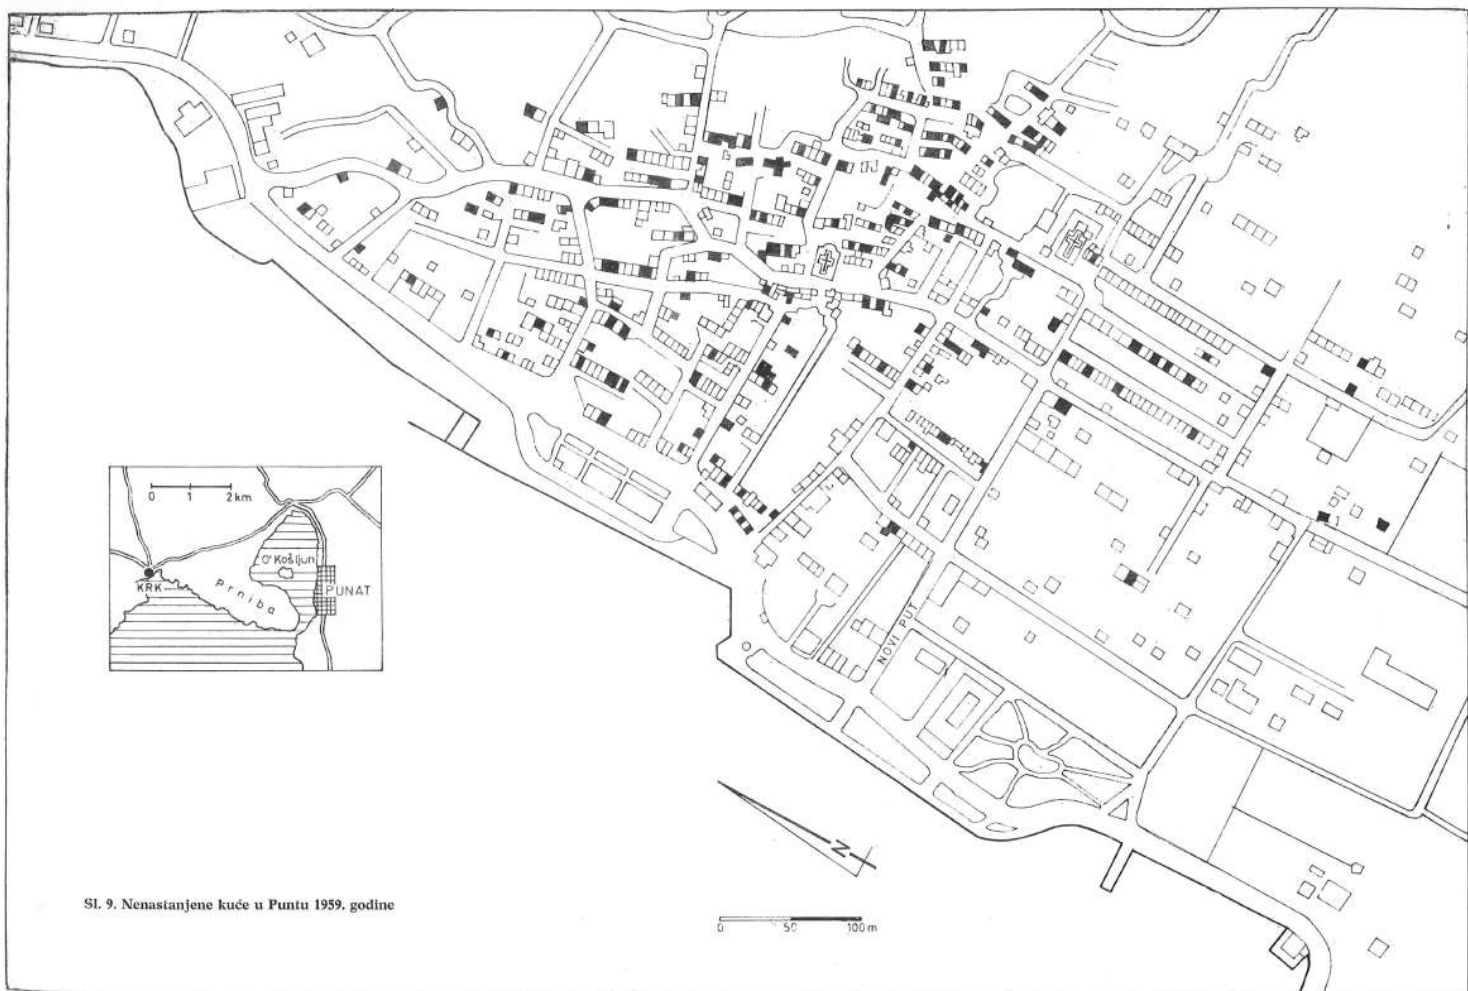 0 1 2 km
Oº Košljun
KRK
Prniba
PUNAT
NOVI PUT
1
N
Sl. 9. Nenastanjene kuće u Puntu 1959. godine
0 50 100 m